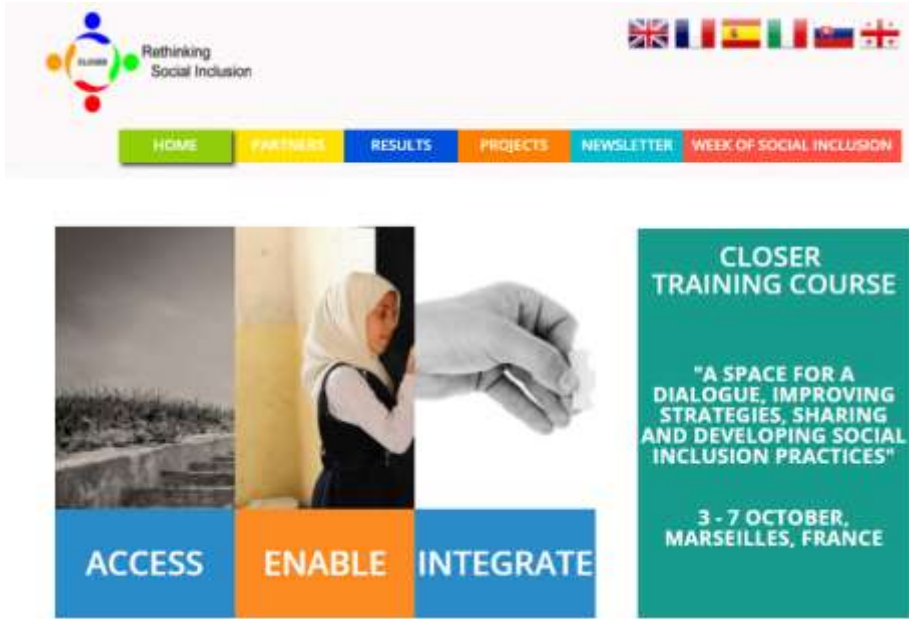 CLOSER
Rethinking
Social Inclusion
HOME
PARTNERS
RESULTS
PROJECTS
NEWSLETTER
WEEK OF SOCIAL INCLUSION
ACCESS
ENABLE
INTEGRATE
CLOSER
TRAINING COURSE
"A SPACE FOR A
DIALOGUE, IMPROVING
STRATEGIES, SHARING
AND DEVELOPING SOCIAL
INCLUSION PRACTICES"
3 - 7 OCTOBER,
MARSEILLES, FRANCE